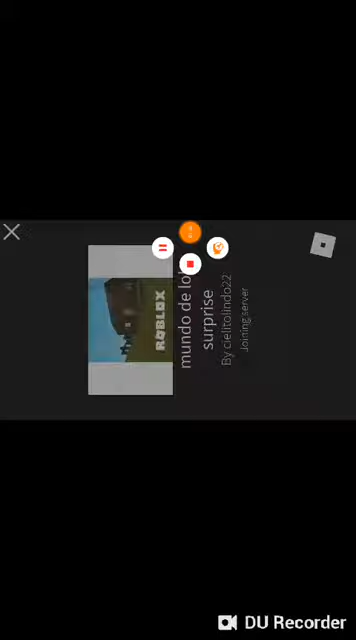 ROBLOX
mundo de lol
surprise
By cielitolindo22
Joining server
DU Recorder